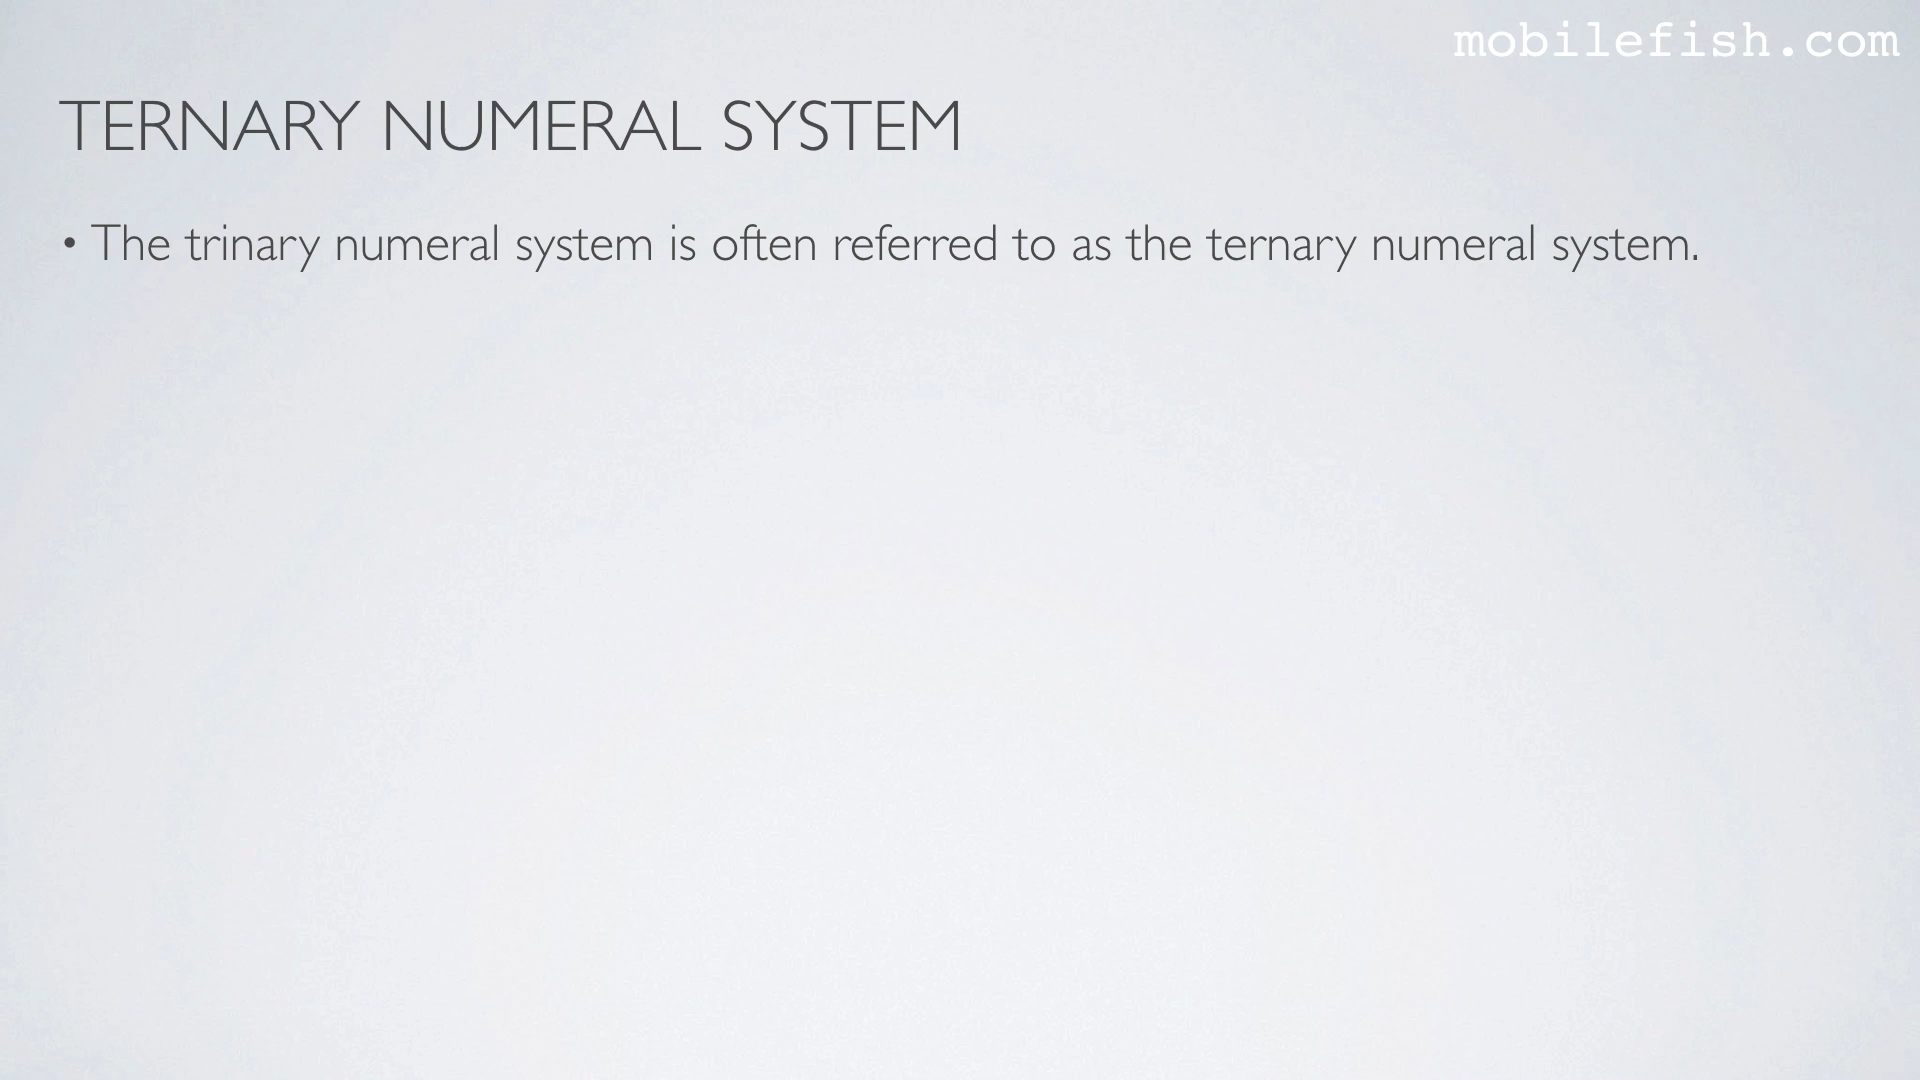 mobilefish.com
TERNARY NUMERAL SYSTEM
• The trinary numeral system is often referred to as the ternary numeral system.